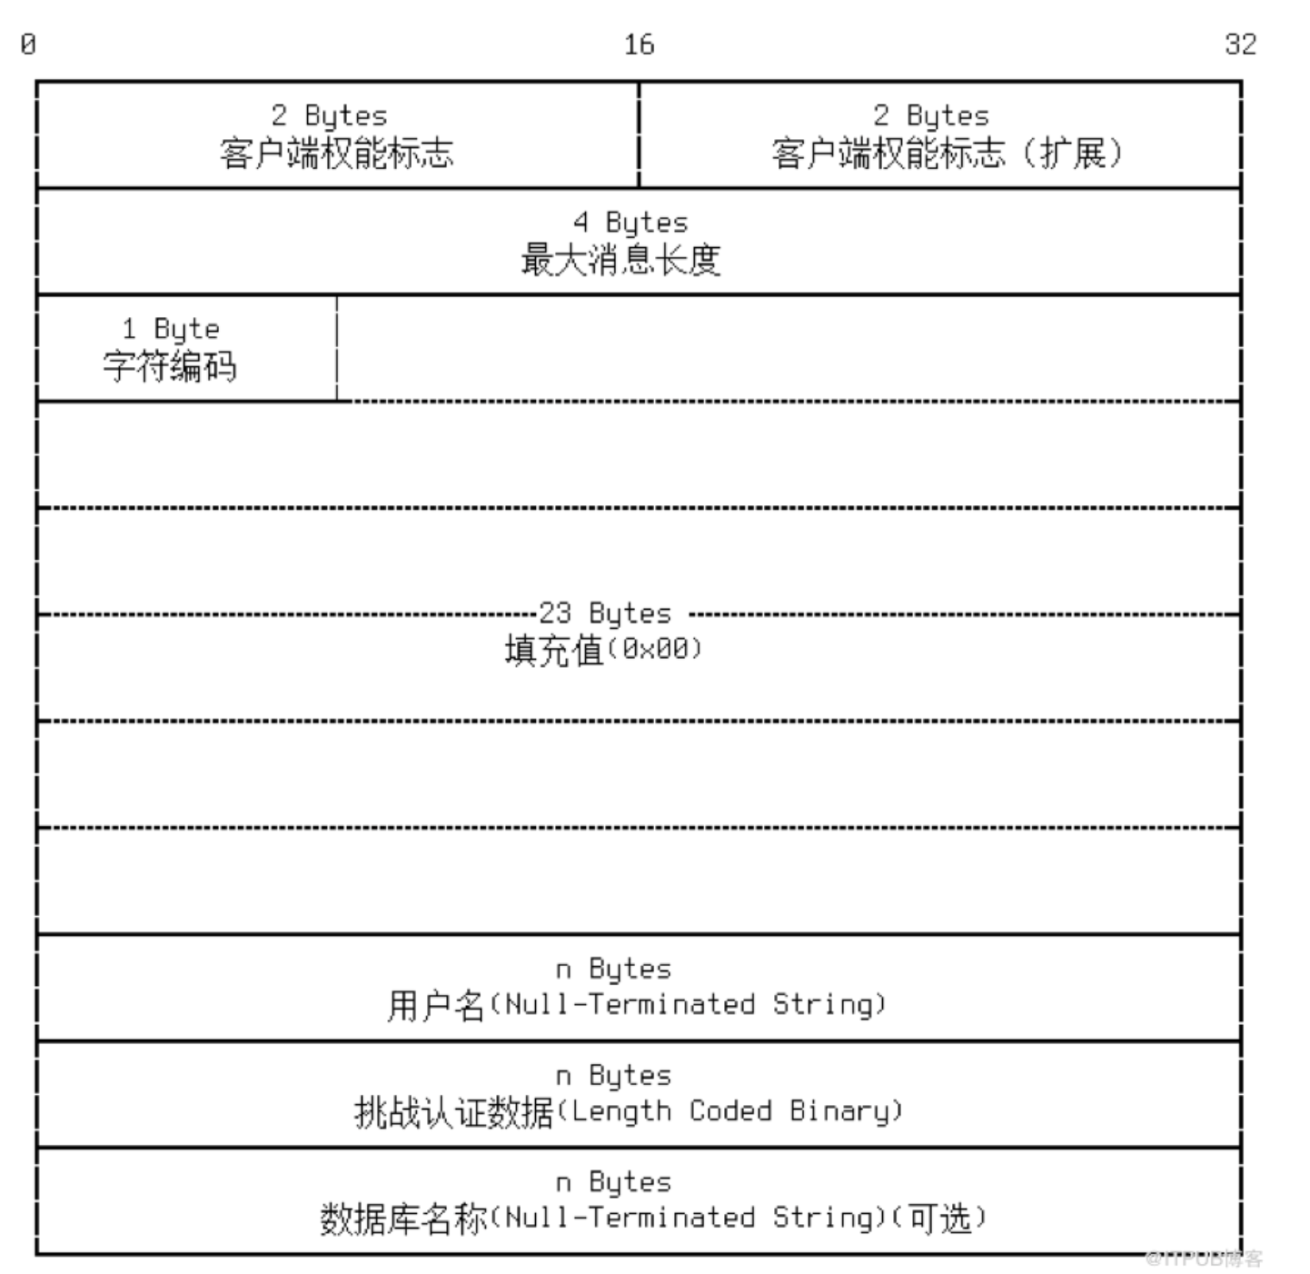 0 16 32
2 Bytes 2 Bytes
客户端权能标志 客户端权能标志（扩展）
4 Bytes
最大消息长度
1 Byte
字符编码
23 Bytes
填充值(0x00)
n Bytes
用户名(Null-Terminated String)
n Bytes
挑战认证数据(Length Coded Binary)
n Bytes
数据库名称(Null-Terminated String)(可选)
@ITPUB博客